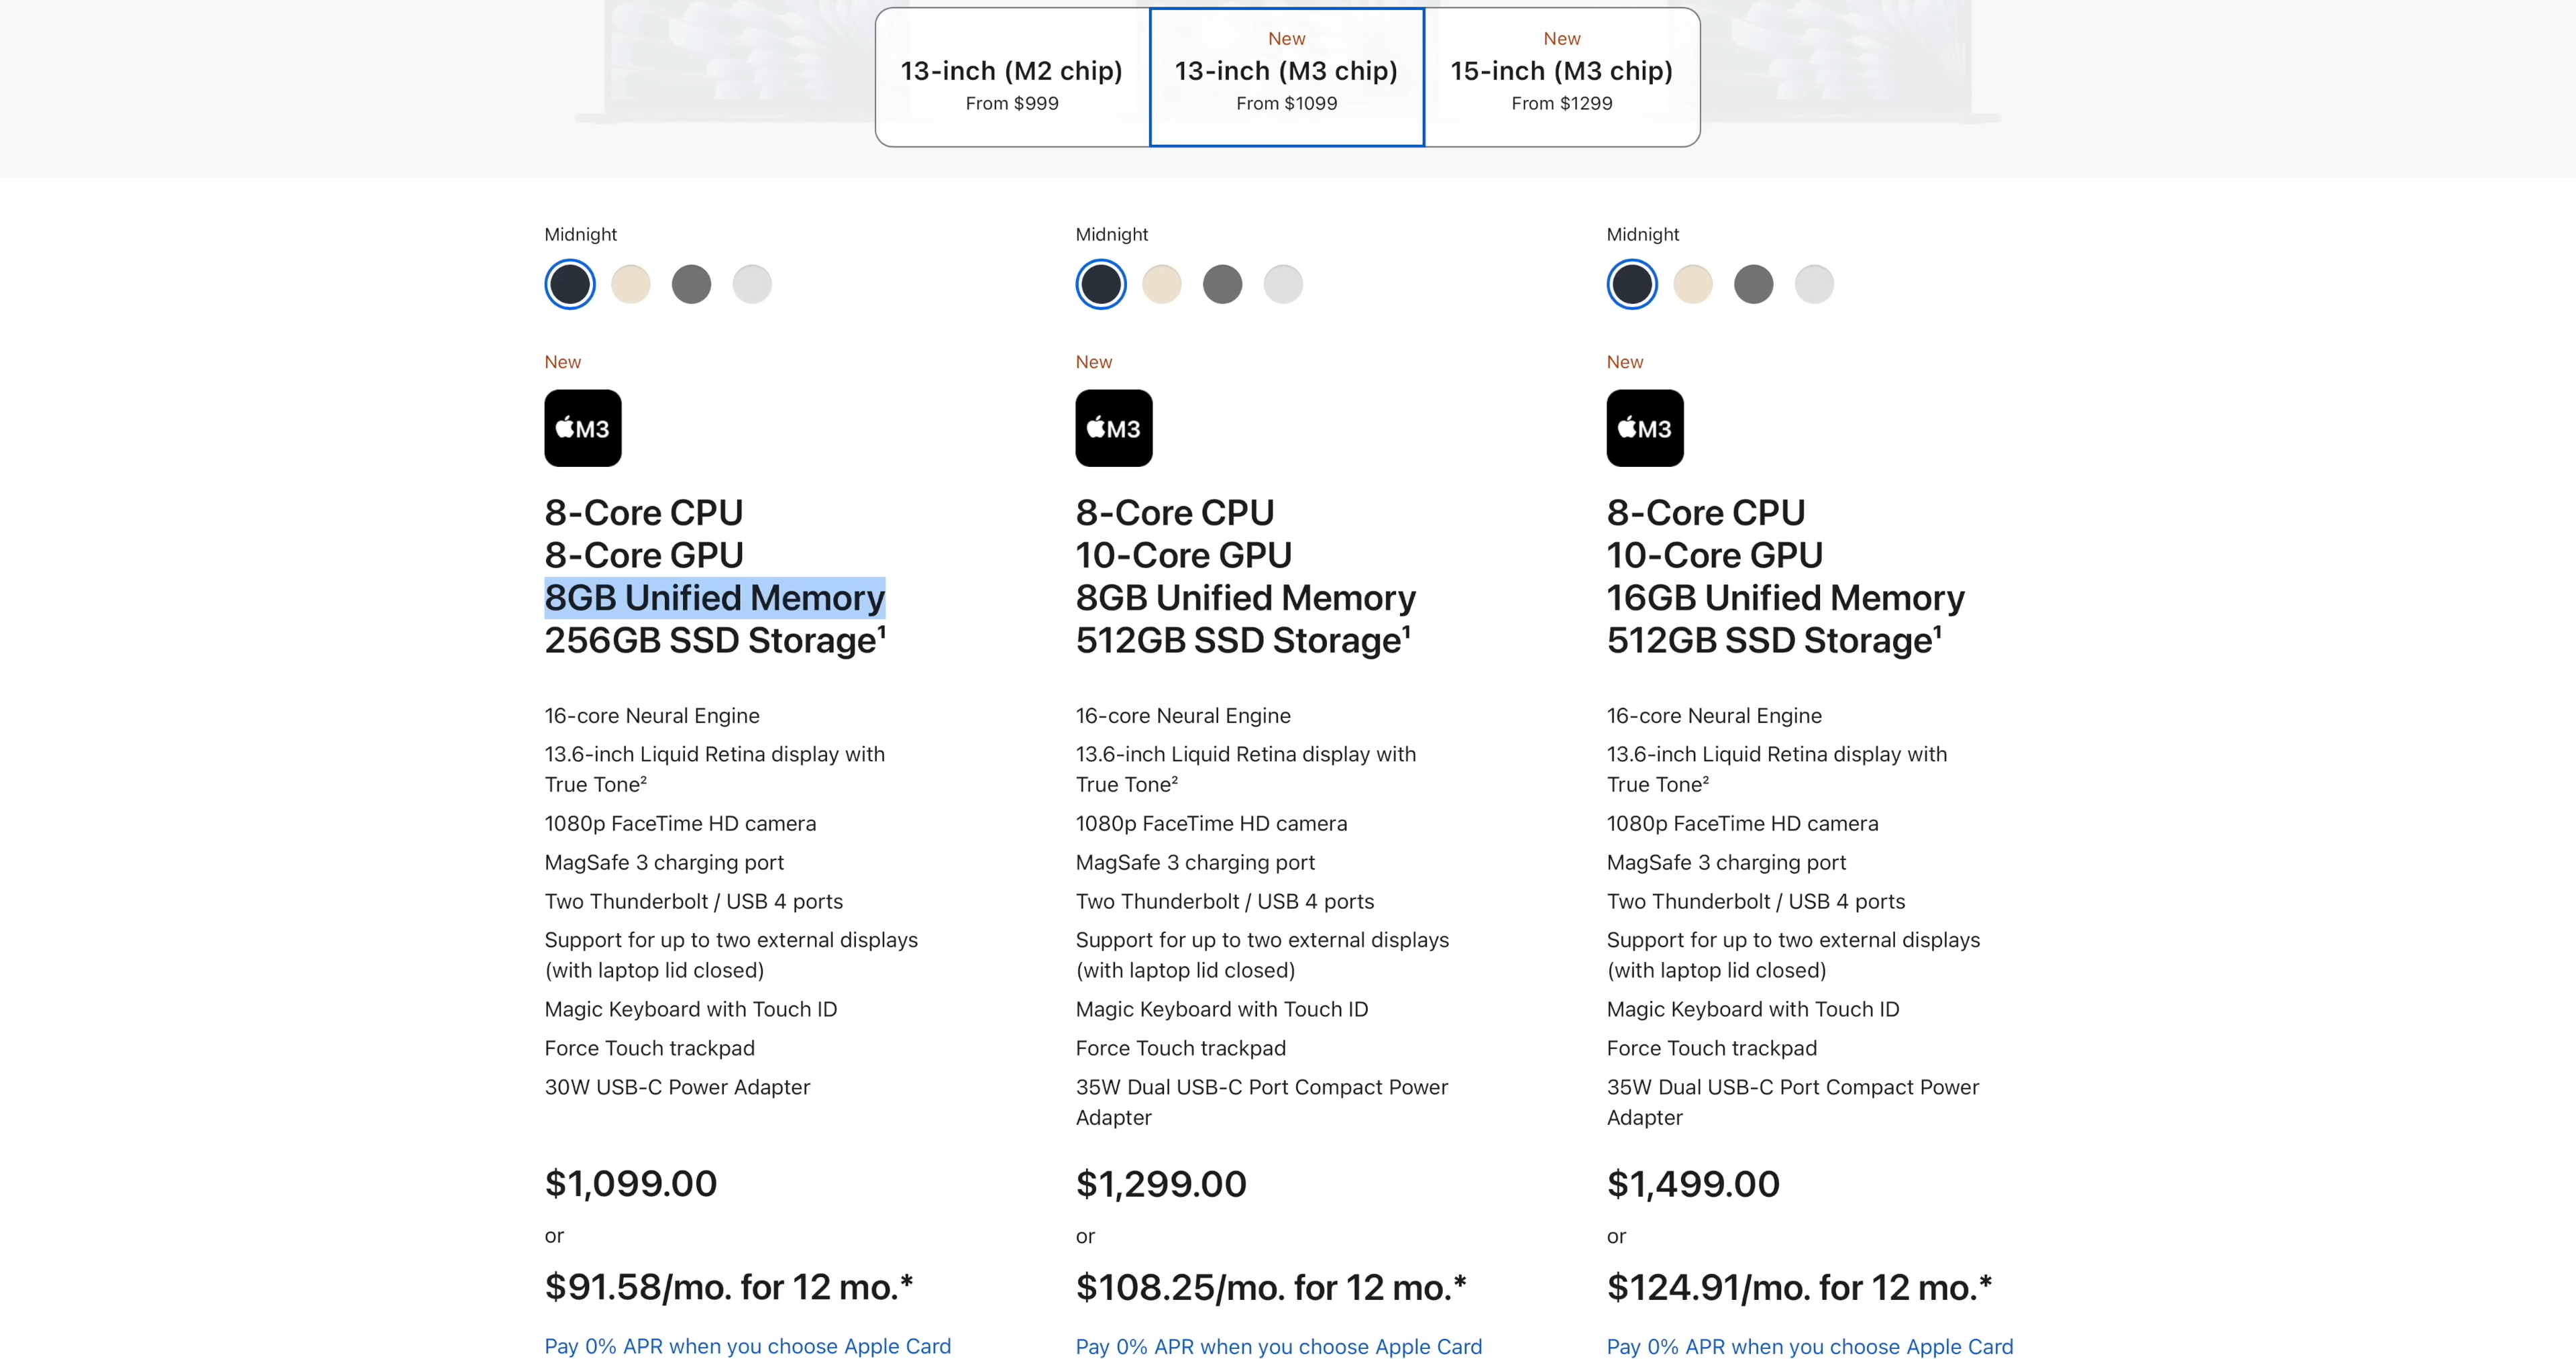 13-inch (M2 chip)
From $999
New
13-inch (M3 chip)
From $1099
New
15-inch (M3 chip)
From $1299
Midnight
New
M3
8-Core CPU
8-Core GPU
8GB Unified Memory
256GB SSD Storage¹
16-core Neural Engine
13.6-inch Liquid Retina display with
True Tone²
1080p FaceTime HD camera
MagSafe 3 charging port
Two Thunderbolt / USB 4 ports
Support for up to two external displays
(with laptop lid closed)
Magic Keyboard with Touch ID
Force Touch trackpad
30W USB-C Power Adapter
$1,099.00
or
$91.58/mo. for 12 mo.*
Pay 0% APR when you choose Apple Card
Midnight
New
M3
8-Core CPU
10-Core GPU
8GB Unified Memory
512GB SSD Storage¹
16-core Neural Engine
13.6-inch Liquid Retina display with
True Tone²
1080p FaceTime HD camera
MagSafe 3 charging port
Two Thunderbolt / USB 4 ports
Support for up to two external displays
(with laptop lid closed)
Magic Keyboard with Touch ID
Force Touch trackpad
35W Dual USB-C Port Compact Power
Adapter
$1,299.00
or
$108.25/mo. for 12 mo.*
Pay 0% APR when you choose Apple Card
Midnight
New
M3
8-Core CPU
10-Core GPU
16GB Unified Memory
512GB SSD Storage¹
16-core Neural Engine
13.6-inch Liquid Retina display with
True Tone²
1080p FaceTime HD camera
MagSafe 3 charging port
Two Thunderbolt / USB 4 ports
Support for up to two external displays
(with laptop lid closed)
Magic Keyboard with Touch ID
Force Touch trackpad
35W Dual USB-C Port Compact Power
Adapter
$1,499.00
or
$124.91/mo. for 12 mo.*
Pay 0% APR when you choose Apple Card